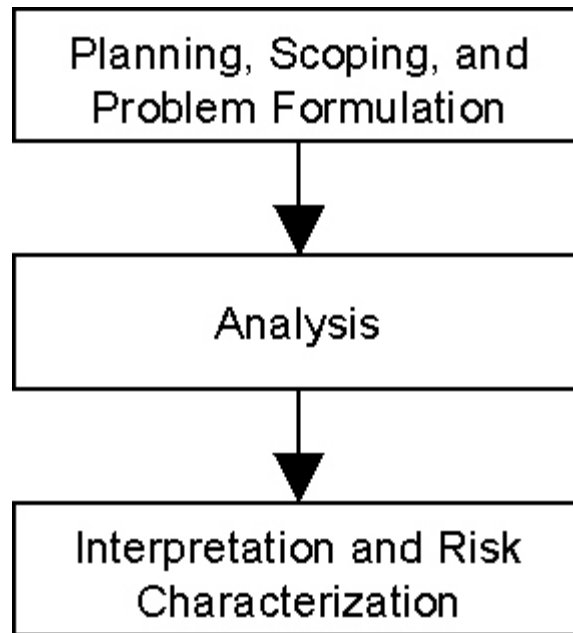 Planning, Scoping, and
Problem Formulation
Analysis
Interpretation and Risk
Characterization